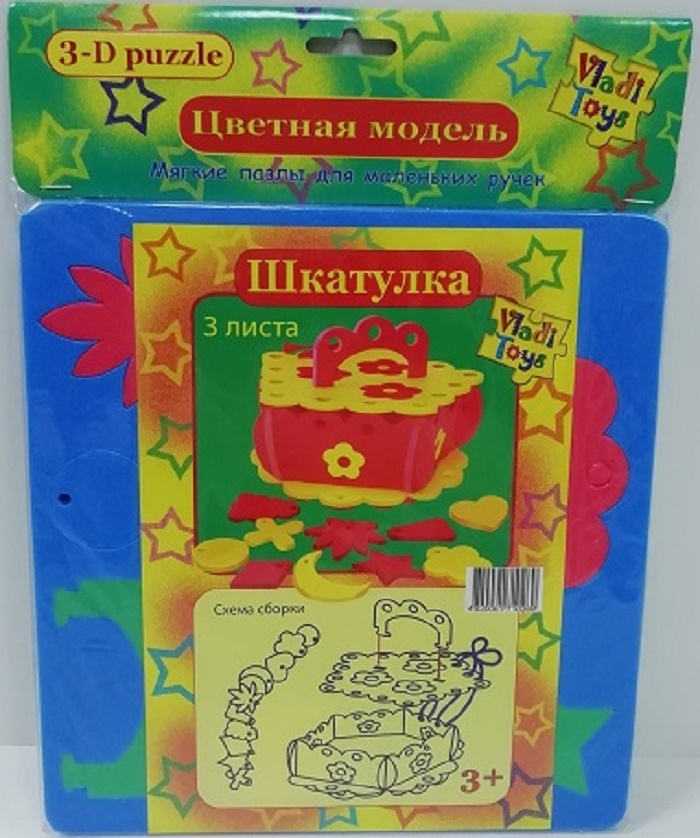 3-D puzzle
Vladi
Toys
Цветная модель
Мягкие пазлы для маленьких ручек
Шкатулка
3 листа
Vladi
Toys
Схема сборки
3+